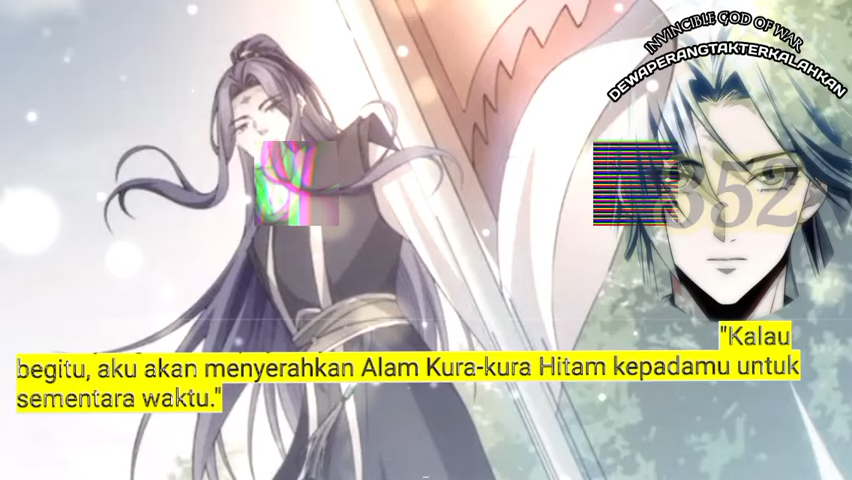 INVINCIBLE GOD OF WAR
DEWAPERANGTAKTERKALAHKAN
352
"Kalau
begitu, aku akan menyerahkan Alam Kura-kura Hitam kepadamu untuk
sementara waktu."